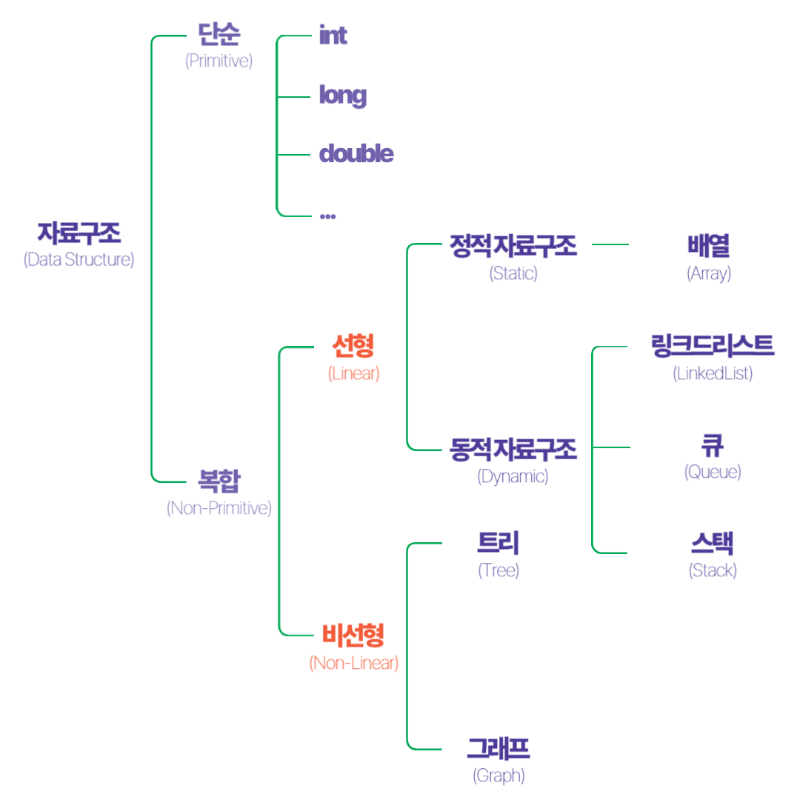 단순
(Primitive)
int
long
double
...
자료구조
(Data Structure)
정적 자료구조
(Static)
배열
(Array)
선형
(Linear)
링크드리스트
(LinkedList)
동적 자료구조
(Dynamic)
큐
(Queue)
복합
(Non-Primitive)
트리
(Tree)
스택
(Stack)
비선형
(Non-Linear)
그래프
(Graph)